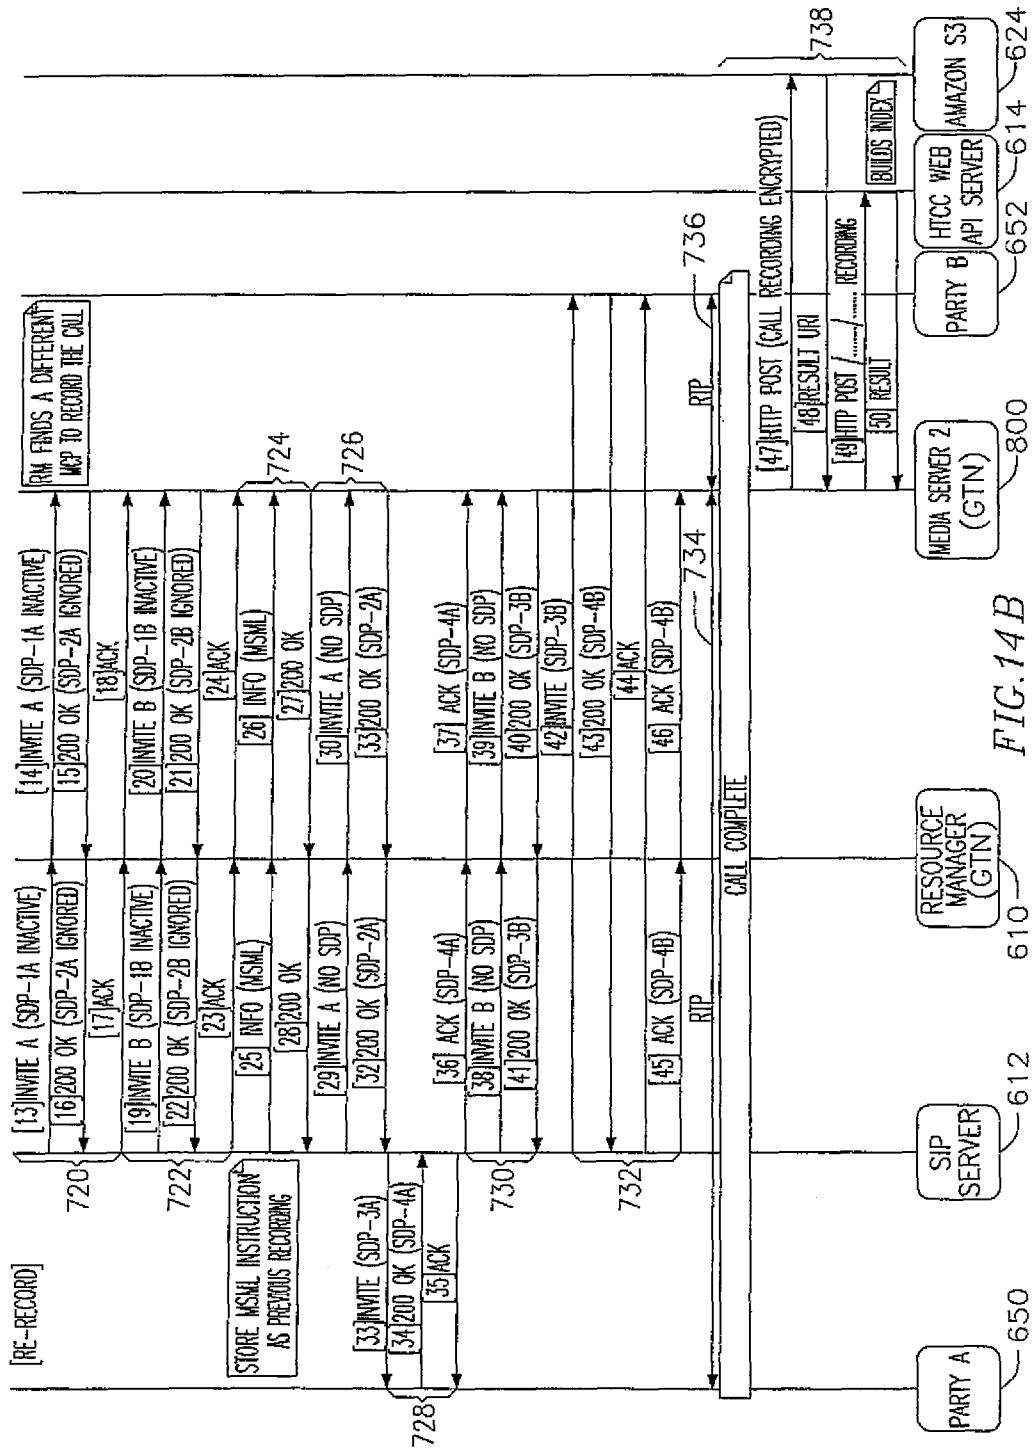 [RE-RECORD]
[13]INVITE A (SDP-1A INACTIVE)
[14]INVITE A (SDP-1A INACTIVE)
[16]200 OK (SDP-2A IGNORED)
[15]200 OK (SDP-2A IGNORED)
[17]ACK
[18]ACK
720
RM FINDS A DIFFERENT
MCP TO RECORD THE CALL
[19]INVITE B (SDP-1B INACTIVE)
[20]INVITE B (SDP-1B INACTIVE)
[22]200 OK (SDP-2B IGNORED)
[21]200 OK (SDP-2B IGNORED)
[23]ACK
[24]ACK
722
STORE MSML INSTRUCTION
AS PREVIOUS RECORDING
[25] INFO (MSML)
[26] INFO (MSML)
[28]200 OK
[27]200 OK
724
[29]INVITE A (NO SDP)
[30]INVITE A (NO SDP)
[32]200 OK (SDP-2A)
[33]200 OK (SDP-2A)
726
[33]INVITE (SDP-3A)
[34]200 OK (SDP-4A)
[35]ACK
728
[36] ACK (SDP-4A)
[37] ACK (SDP-4A)
[38]INVITE B (NO SDP)
[39]INVITE B (NO SDP)
[41]200 OK (SDP-3B)
[40]200 OK (SDP-3B)
730
[42]INVITE (SDP-3B)
[43]200 OK (SDP-4B)
[44]ACK
[45] ACK (SDP-4B)
[46] ACK (SDP-4B)
732
RTP
734
RTP
736
CALL COMPLETE
[47]HTTP POST (CALL RECORDING ENCRYPTED)
[48]RESULT URI
[49]HTTP POST /......./....... RECORDING
[50] RESULT
BUILDS INDEX
738
PARTY A
650
SIP
SERVER
612
RESOURCE
MANAGER
(GTN)
610
MEDIA SERVER 2
(GTN)
800
PARTY B
652
HTCC WEB
API SERVER
614
AMAZON S3
624
FIG.14B